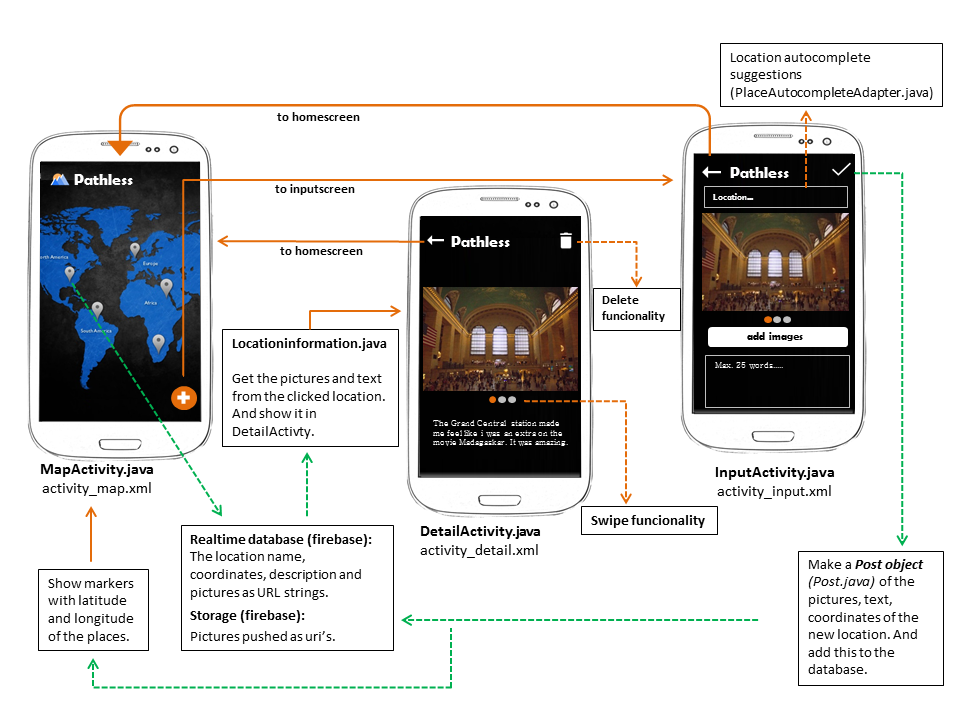 Location autocomplete
suggestions
(PlaceAutocompleteAdapter.java)
to homescreen
Pathless
to inputscreen
Pathless
Location...
Pathless
to homescreen
Europe
North America
Africa
South America
Delete
funcionality
add images
Max. 25 words.....
Locationinformation.java
Get the pictures and text
from the clicked location.
And show it in
DetailActivty.
The Grand Central station made
me feel like i was an extra on the
movie Madagaskar. It was amazing.
MapActivity.java
activity_map.xml
InputActivity.java
activity_input.xml
Swipe funcionality
DetailActivity.java
activity_detail.xml
Realtime database (firebase):
The location name,
coordinates, description and
pictures as URL strings.
Storage (firebase):
Pictures pushed as uri's.
Show markers
with latitude
and longitude
of the places.
Make a Post object
(Post.java) of the
pictures, text,
coordinates of the
new location. And
add this to the
database.